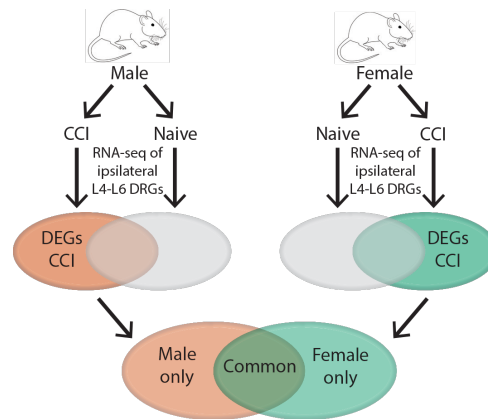 Male
Female
CCI
Naive
Naive
CCI
RNA-seq of
ipsilateral
L4-L6 DRGs
RNA-seq of
ipsilateral
L4-L6 DRGs
DEGs
CCI
DEGs
CCI
Male
only
Common
Female
only